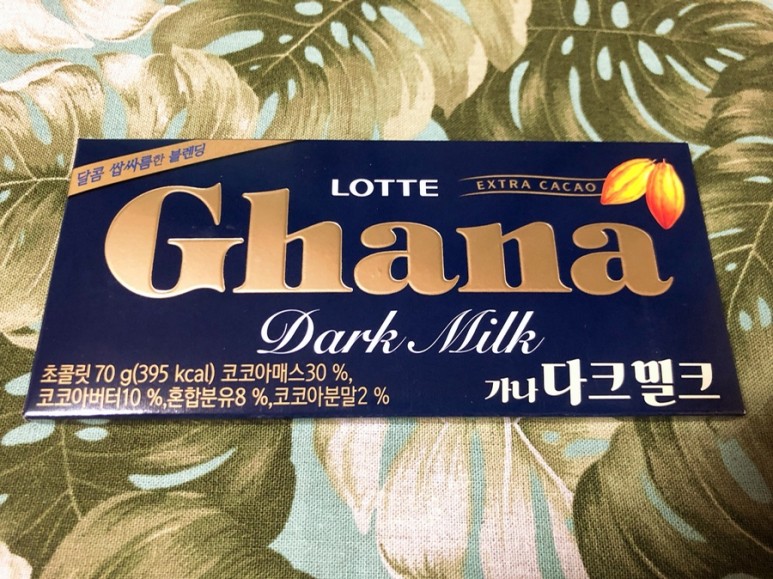 달콤 쌉싸름한 블렌딩
LOTTE
EXTRA CACAO
Ghana
Dark Milk
초콜릿 70 g(395 kcal) 코코아매스30 %,
코코아버터10 %,혼합분유8 %,코코아분말2 %
가나 다크밀크